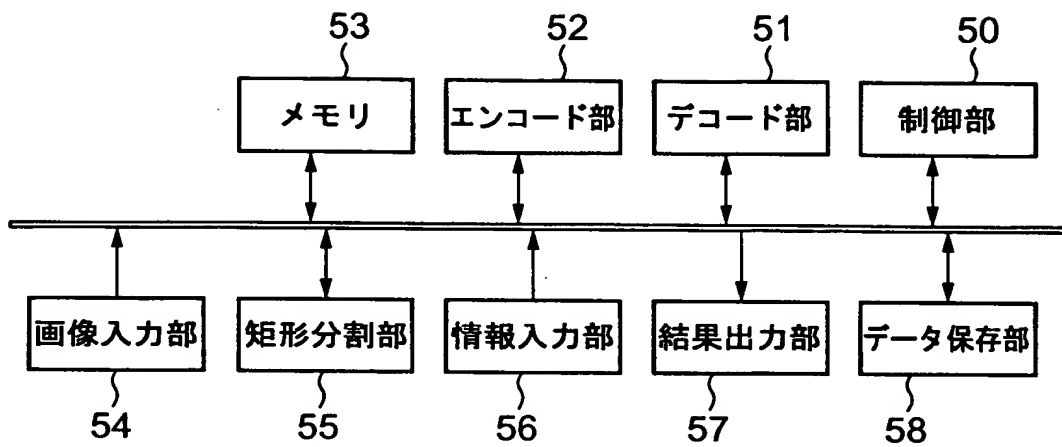 53
52
51
50
メモリ
エンコード部
デコード部
制御部
画像入力部
矩形分割部
情報入力部
結果出力部
データ保存部
54
55
56
57
58